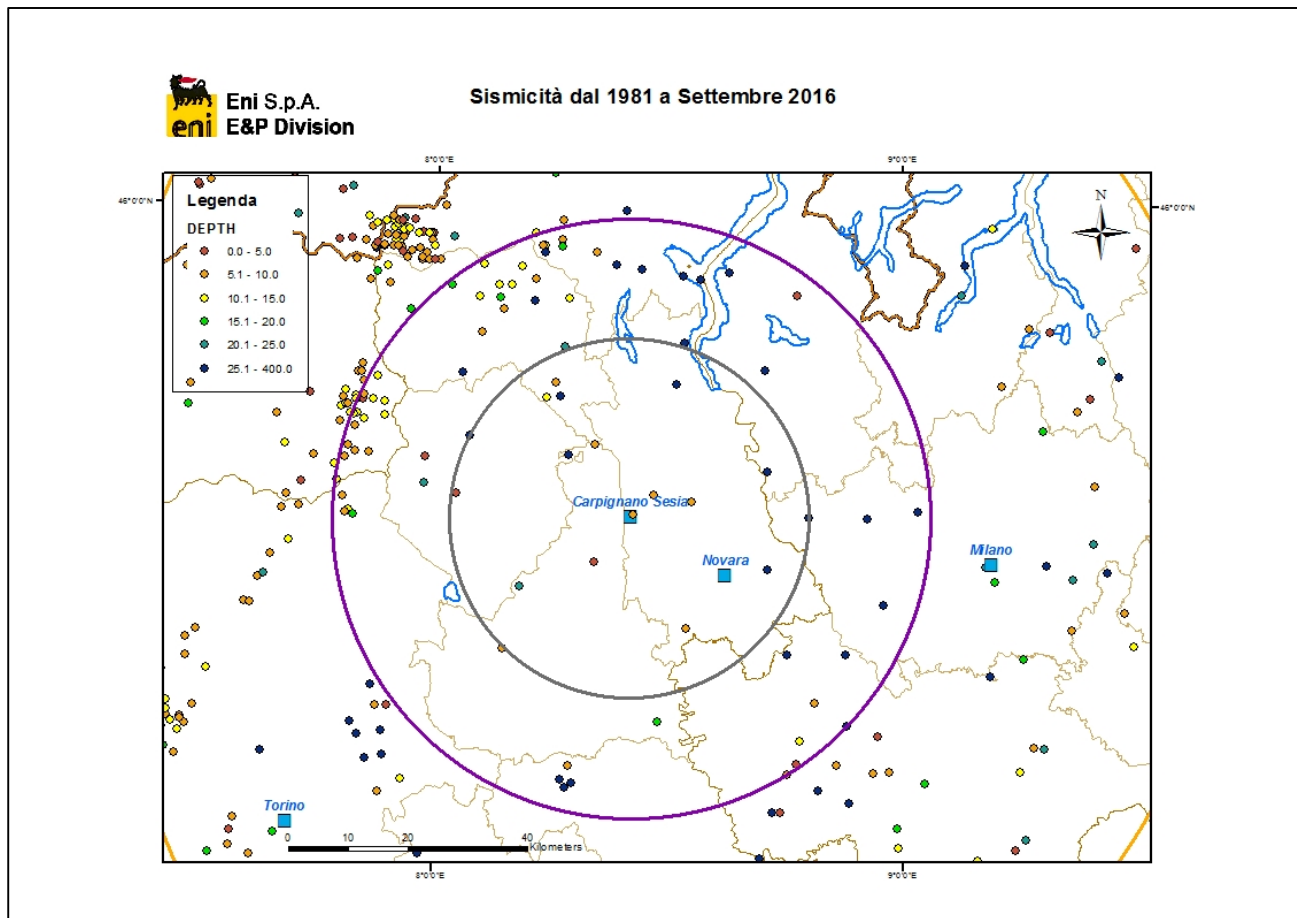 Eni S.p.A.
E&P Division
eni
Sismicità dal 1981 a Settembre 2016
8°0'0"E
9°0'0"E
46°0'0"N
46°0'0"N
N
Legenda
DEPTH
0.0 - 5.0
5.1 - 10.0
10.1 - 15.0
15.1 - 20.0
20.1 - 25.0
25.1 - 400.0
Carpignano Sesia
Novara
Milano
Torino
0 10 20 40
Kilometers
8°0'0"E
9°0'0"E